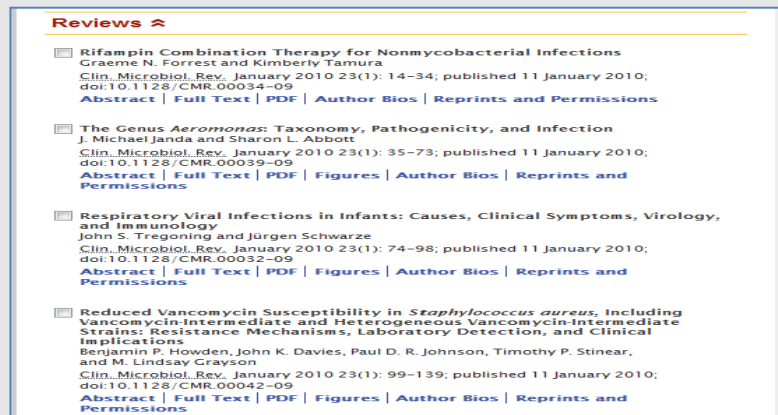 Reviews
Rifampin Combination Therapy for Nonmycobacterial Infections
Graeme N. Forrest and Kimberly Tamura
Clin. Microbiol. Rev. January 2010 23(1): 14–34; published 11 January 2010;
doi:10.1128/CMR.00034-09
Abstract | Full Text | PDF | Author Bios | Reprints and Permissions
The Genus Aeromonas: Taxonomy, Pathogenicity, and Infection
J. Michael Janda and Sharon L. Abbott
Clin. Microbiol. Rev. January 2010 23(1): 35–73; published 11 January 2010;
doi:10.1128/CMR.00039-09
Abstract | Full Text | PDF | Figures | Author Bios | Reprints and
Permissions
Respiratory Viral Infections in Infants: Causes, Clinical Symptoms, Virology,
and Immunology
John S. Tregoning and Jürgen Schwarze
Clin. Microbiol. Rev. January 2010 23(1): 74–98; published 11 January 2010;
doi:10.1128/CMR.00032-09
Abstract | Full Text | PDF | Figures | Author Bios | Reprints and
Permissions
Reduced Vancomycin Susceptibility in Staphylococcus aureus, Including
Vancomycin-Intermediate and Heterogeneous Vancomycin-Intermediate
Strains: Resistance Mechanisms, Laboratory Detection, and Clinical
Implications
Benjamin P. Howden, John K. Davies, Paul D. R. Johnson, Timothy P. Stinear,
and M. Lindsay Grayson
Clin. Microbiol. Rev. January 2010 23(1): 99–139; published 11 January 2010;
doi:10.1128/CMR.00042-09
Abstract | Full Text | PDF | Figures | Author Bios | Reprints and
Permissions